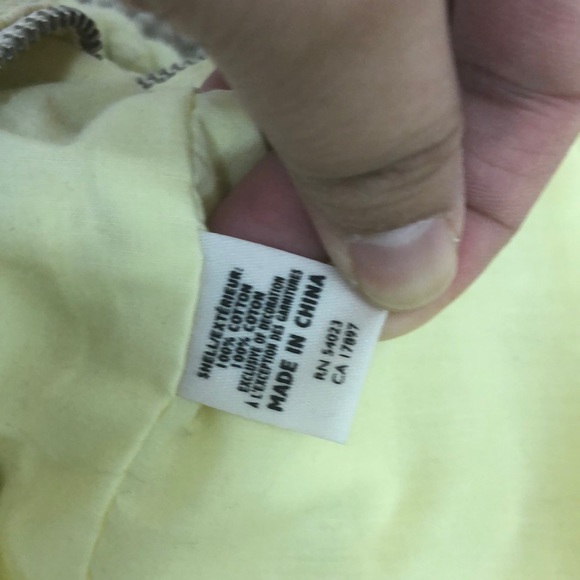 SHELL/EXTÉRIEUR:
100% COTTON
100% COTON
EXCLUSIVE OF DECORATION
À L'EXCEPTION DES GARNITURES
MADE IN CHINA
RN 54023
CA 17897